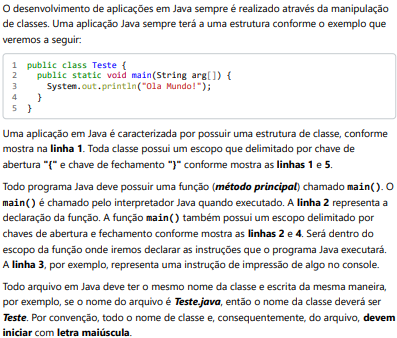 O desenvolvimento de aplicações em Java sempre é realizado através da manipulação
de classes. Uma aplicação Java sempre terá a uma estrutura conforme o exemplo que
veremos a seguir:
1 public class Teste {
2 public static void main(String arg[]) {
3 System.out.println("Ola Mundo!");
4 }
5 }
Uma aplicação em Java é caracterizada por possuir uma estrutura de classe, conforme
mostra na linha 1. Toda classe possui um escopo que delimitado por chave de
abertura "{" e chave de fechamento "}" conforme mostra as linhas 1 e 5.
Todo programa Java deve possuir uma função (método principal) chamado main(). O
main() é chamado pelo interpretador Java quando executado. A linha 2 representa a
declaração da função. A função main() também possui um escopo delimitado por
chaves de abertura e fechamento conforme mostra as linhas 2 e 4. Será dentro do
escopo da função onde iremos declarar as instruções que o programa Java executará.
A linha 3, por exemplo, representa uma instrução de impressão de algo no console.
Todo arquivo em Java deve ter o mesmo nome da classe e escrita da mesma maneira,
por exemplo, se o nome do arquivo é Teste.java, então o nome da classe deverá ser
Teste. Por convenção, todo o nome de classe e, consequentemente, do arquivo, devem
iniciar com letra maiúscula.